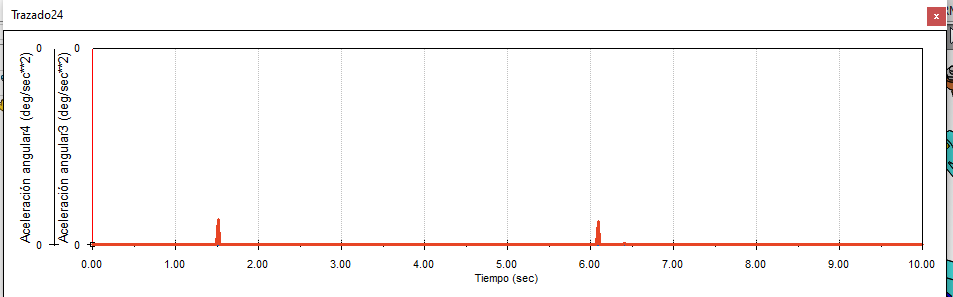 Trazado24
x
Aceleración angular4 (deg/sec**2)
0
0
Aceleración angular3 (deg/sec**2)
0
0
0.00 1.00 2.00 3.00 4.00 5.00 6.00 7.00 8.00 9.00 10.00
Tiempo (sec)